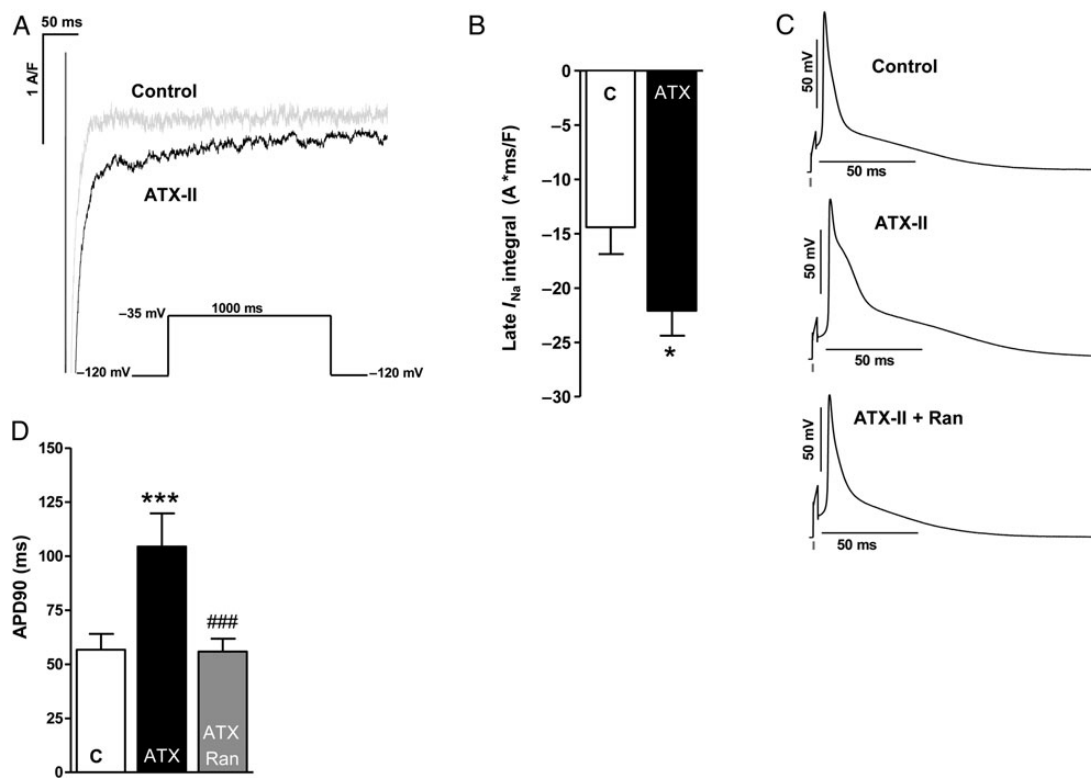 A
50 ms
1 A/F
Control
ATX-II
–35 mV
1000 ms
–120 mV
–120 mV
B
Late INa integral (A *ms/F)
0
–5
–10
–15
–20
–25
–30
C
ATX
*
C
50 mV
Control
50 ms
50 mV
ATX-II
50 ms
50 mV
ATX-II + Ran
50 ms
D
APD90 (ms)
150
125
100
75
50
25
0
***
###
C
ATX
ATX
Ran